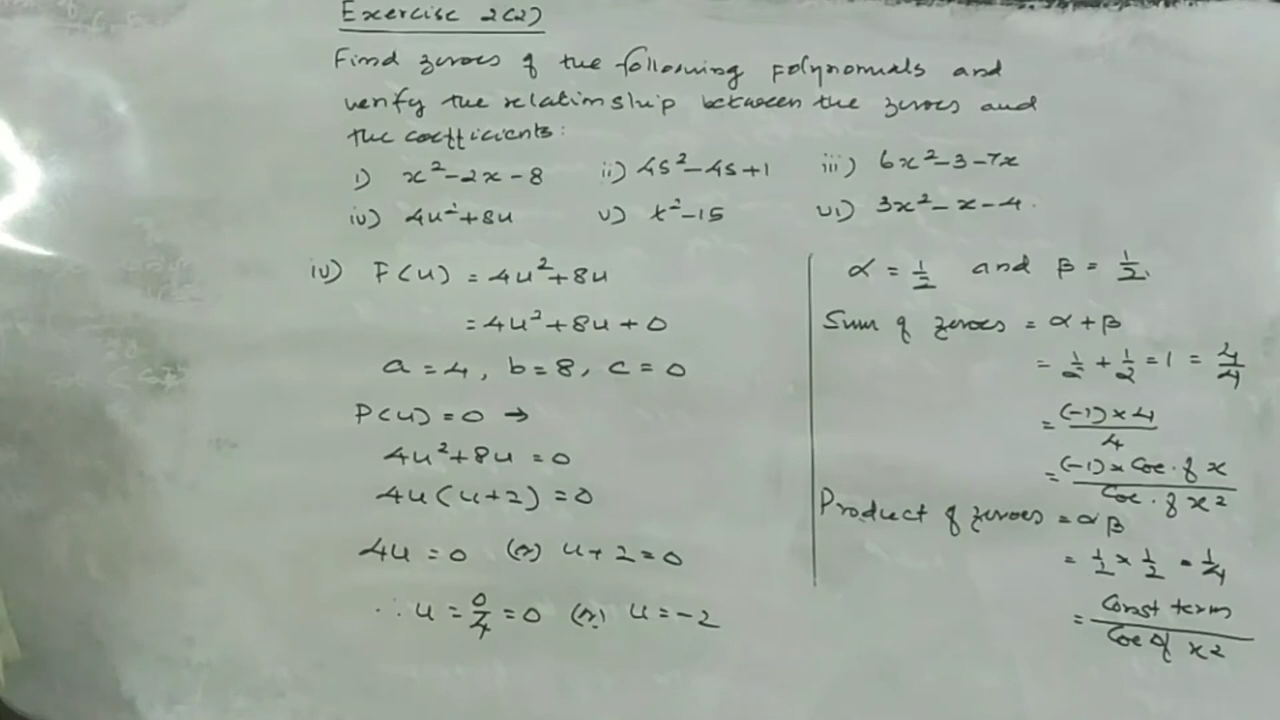 Exercise 2(2)
Find zeroes of the following polynomials and
verify the relationship between the zeroes and
the coefficients:
i) x²-2x-8 ii) 4s²-4s+1 iii) 6x²-3-7x
iv) 4u²+8u v) t²-15 vi) 3x²-x-4.
iv) F(u) = 4u²+8u
= 4u²+8u+0
a=4, b=8, c=0
P(u)=0 →
4u²+8u=0
4u(u+2)=0
4u=0 (or) u+2=0
∴ u = 0/4 = 0 (or) u=-2
α = 1/2 and β = 1/2,
Sum of zeroes = α+β
= 1/2 + 1/2 = 1 = 4/4
= (-1)×4/4
= (-1)×Coe. of x/Coe. of x²
Product of zeroes = αβ
= 1/2 × 1/2 = 1/4
= Const term/Coe of x²